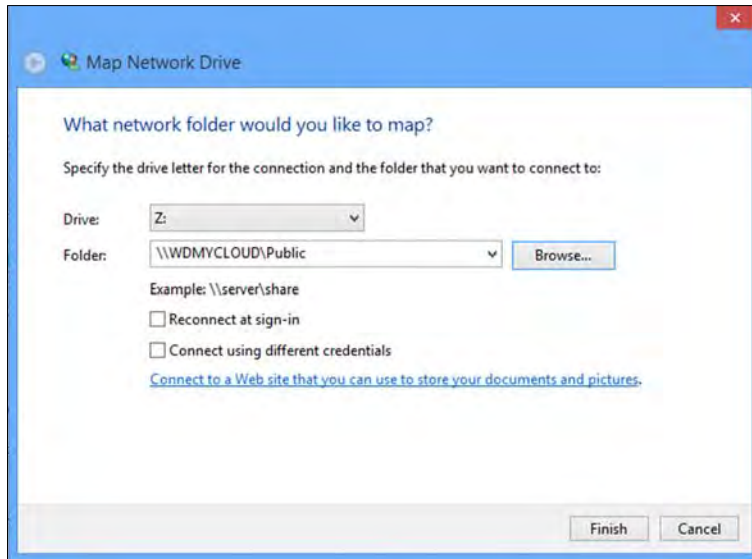 Map Network Drive
What network folder would you like to map?
Specify the drive letter for the connection and the folder that you want to connect to:
Drive: Z:
Folder: \\WDMYCLOUD\Public Browse...
Example: \\server\share
Reconnect at sign-in
Connect using different credentials
Connect to a Web site that you can use to store your documents and pictures.
Finish Cancel